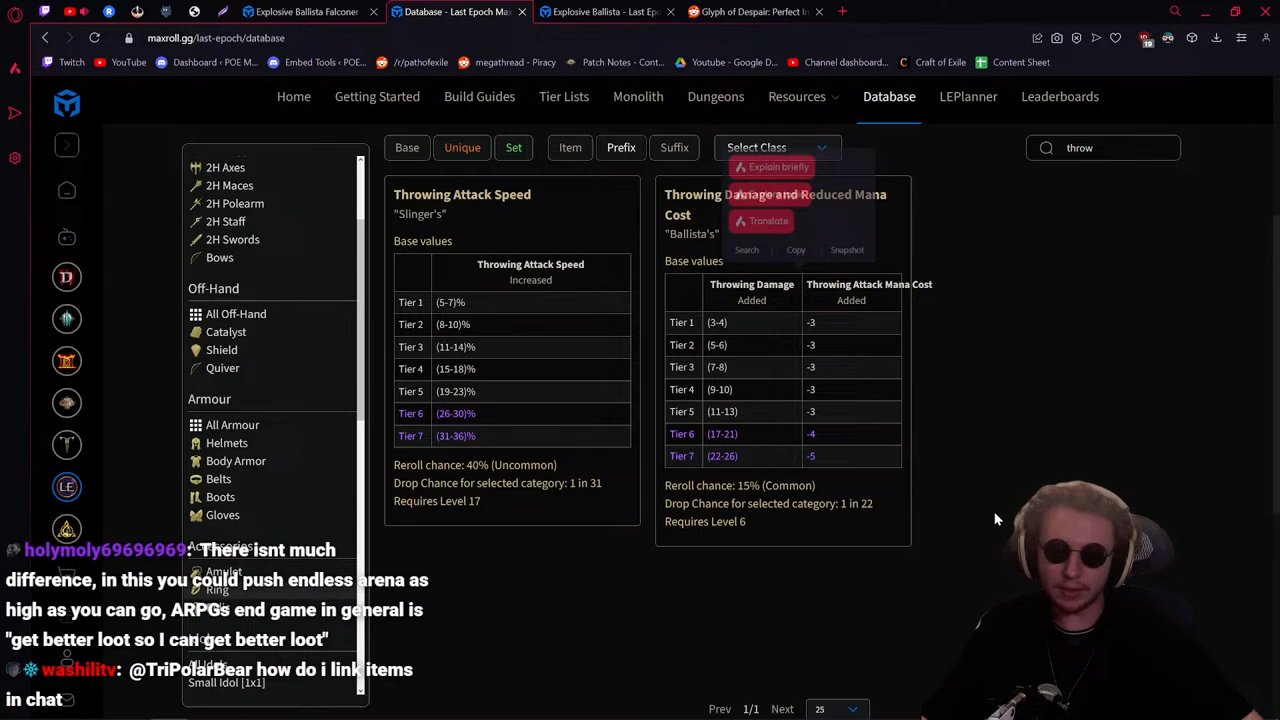 Explosive Ballista Falconer
Database - Last Epoch Max
Explosive Ballista - Last Ep
Glyph of Despair: Perfect In
maxroll.gg/last-epoch/database
19
Twitch
YouTube
Dashboard ‹ POE M...
Embed Tools ‹ POE...
/r/pathofexile
megathread - Piracy
Patch Notes - Cont...
Youtube - Google D...
Channel dashboard...
Craft of Exile
Content Sheet
Home
Getting Started
Build Guides
Tier Lists
Monolith
Dungeons
Resources
Database
LEPlanner
Leaderboards
2H Axes
2H Maces
2H Polearm
2H Staff
2H Swords
Bows
Off-Hand
All Off-Hand
Catalyst
Shield
Quiver
Armour
All Armour
Helmets
Body Armor
Belts
Boots
Gloves
Amulet
Ring
Small Idol [1x1]
Base
Unique
Set
Item
Prefix
Suffix
Select Class
throw
Explain briefly
Translate
Search
Copy
Snapshot
Throwing Attack Speed
"Slinger's"
Base values
Throwing Attack Speed
Increased
Tier 1 (5-7)%
Tier 2 (8-10)%
Tier 3 (11-14)%
Tier 4 (15-18)%
Tier 5 (19-23)%
Tier 6 (26-30)%
Tier 7 (31-36)%
Reroll chance: 40% (Uncommon)
Drop Chance for selected category: 1 in 31
Requires Level 17
Throwing Damage and Reduced Mana
Cost
"Ballista's"
Base values
Throwing Damage Throwing Attack Mana Cost
Added Added
Tier 1 (3-4) -3
Tier 2 (5-6) -3
Tier 3 (7-8) -3
Tier 4 (9-10) -3
Tier 5 (11-13) -3
Tier 6 (17-21) -4
Tier 7 (22-26) -5
Reroll chance: 15% (Common)
Drop Chance for selected category: 1 in 22
Requires Level 6
holymoly69696969: There isnt much
difference, in this you could push endless arena as
high as you can go, ARPGs end game in general is
"get better loot so I can get better loot"
washilitv: @TriPolarBear how do i link items
in chat
Prev
1/1
Next
25